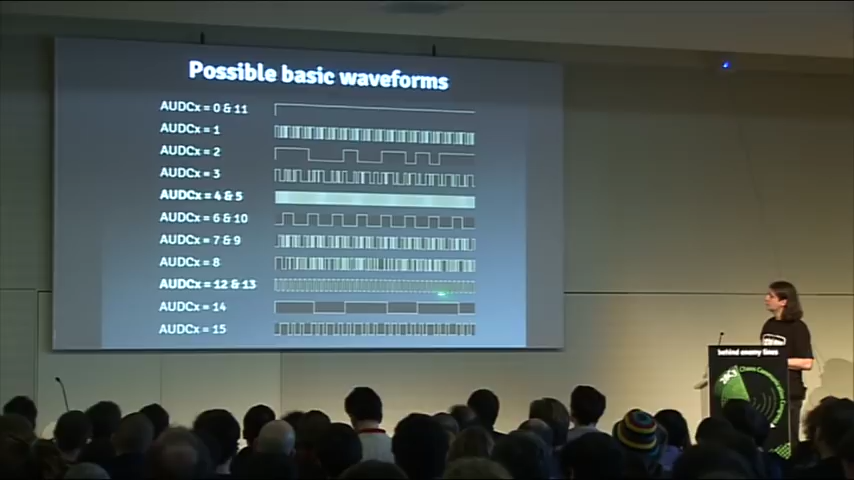 Possible basic waveforms
AUDCx = 0 & 11
AUDCx = 1
AUDCx = 2
AUDCx = 3
AUDCx = 4 & 5
AUDCx = 6 & 10
AUDCx = 7 & 9
AUDCx = 8
AUDCx = 12 & 13
AUDCx = 14
AUDCx = 15
behind enemy lines
28C3